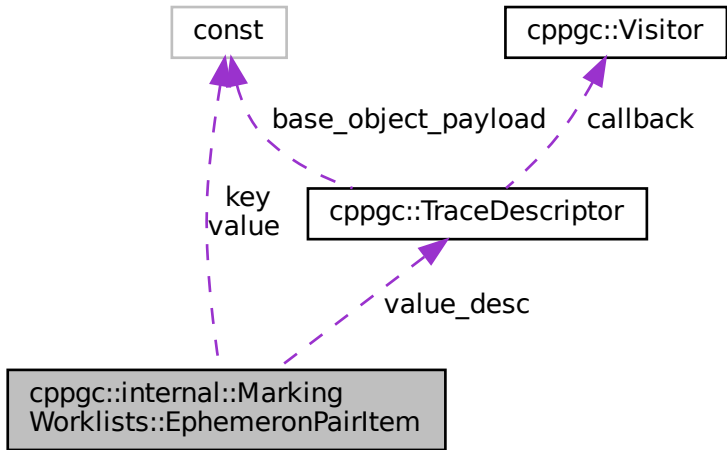 const
cppgc::Visitor
base_object_payload
callback
key
value
cppgc::TraceDescriptor
value_desc
cppgc::internal::Marking
Worklists::EphemeronPairItem